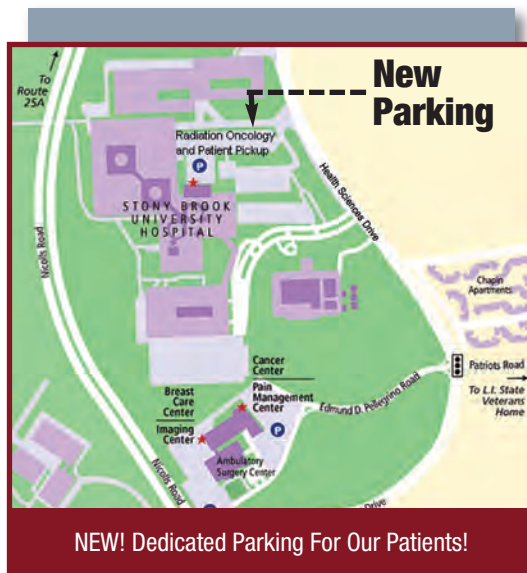 To
Route
25A
New
Parking
Radiation Oncology
and Patient Pickup
P
STONY BROOK
UNIVERSITY
HOSPITAL
Nicolls Road
Health Sciences Drive
Chapin
Apartments
Patriots Road
To L.I. State
Veterans
Home
Edmund D. Pellegrino Road
Cancer
Center
Pain
Management
Center
Breast
Care
Center
Imaging
Center
P
Ambulatory
Surgery Center
Nicolls Road
Drive
NEW! Dedicated Parking For Our Patients!